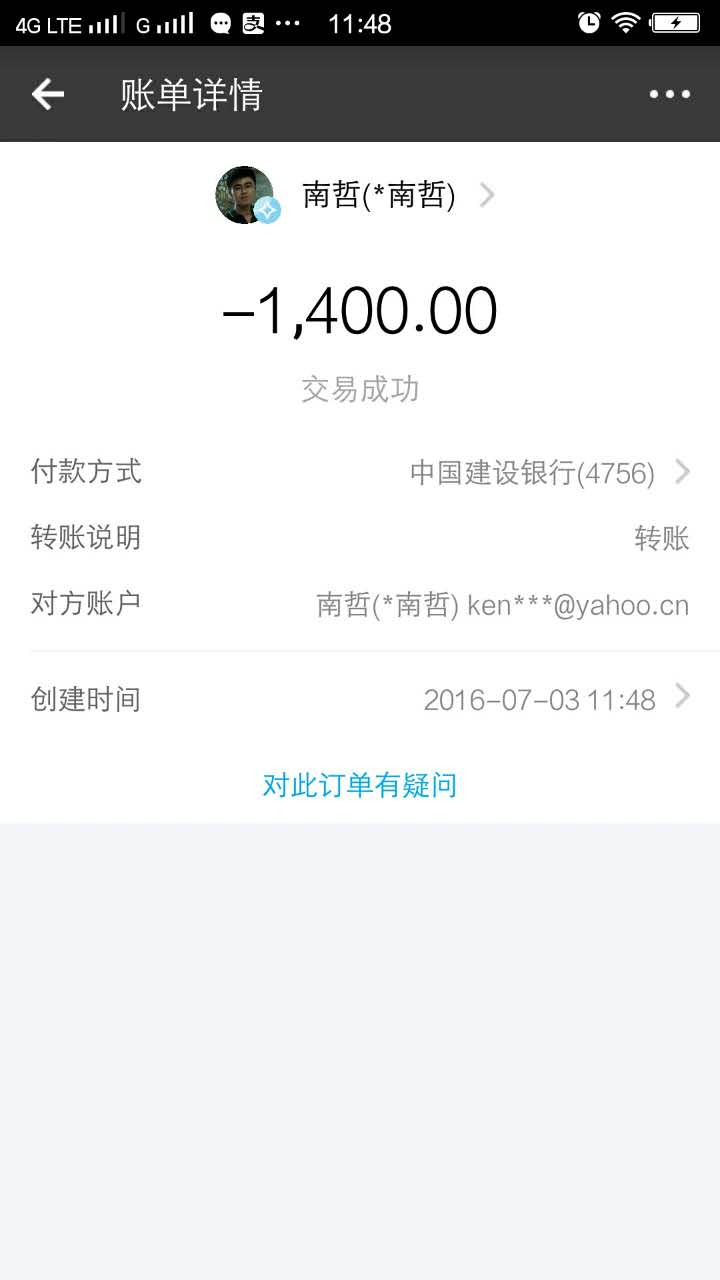 4G LTE G 支 11:48
账单详情
南哲(*南哲)
-1,400.00
交易成功
付款方式 中国建设银行(4756)
转账说明 转账
对方账户 南哲(*南哲) ken***@yahoo.cn
创建时间 2016-07-03 11:48
对此订单有疑问